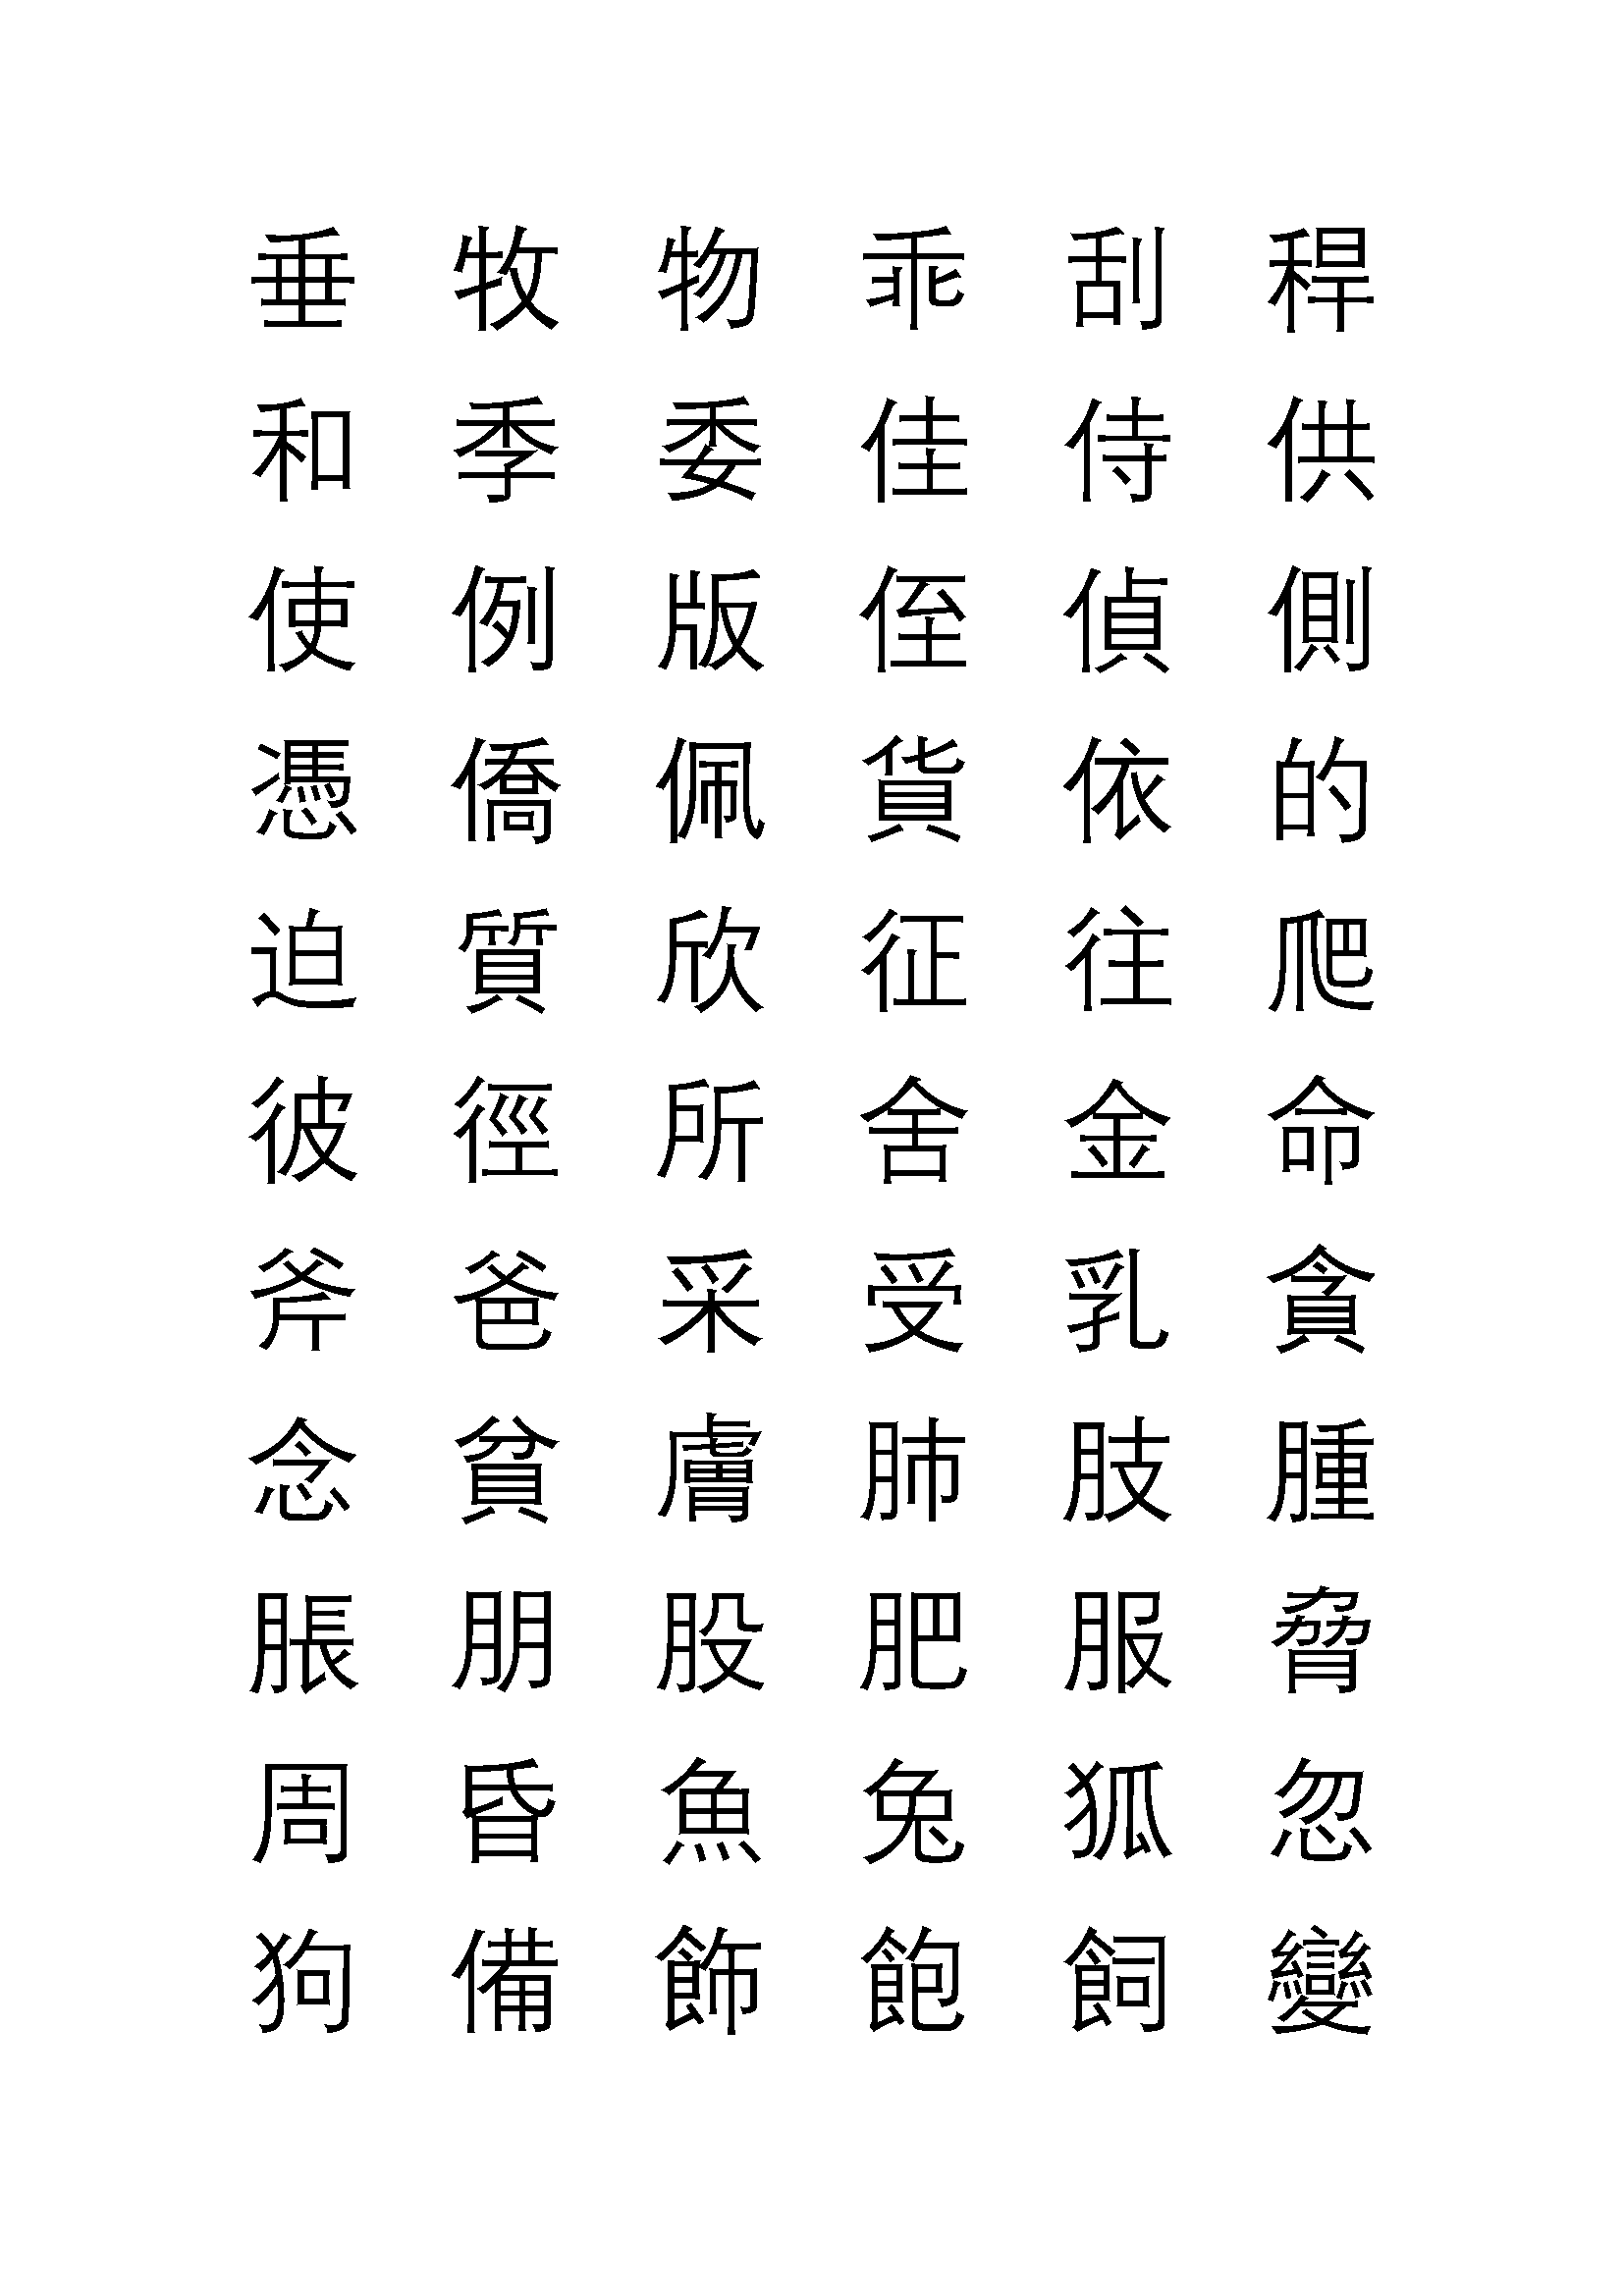 垂 牧 物 乖 刮 稈
和 季 委 佳 侍 供
使 例 版 侄 偵 側
憑 僑 佩 貨 依 的
迫 質 欣 征 往 爬
彼 徑 所 舍 金 命
斧 爸 采 受 乳 貪
念 貧 膚 肺 肢 腫
脹 朋 股 肥 服 脅
周 昏 魚 兔 狐 忽
狗 備 飾 飽 飼 變